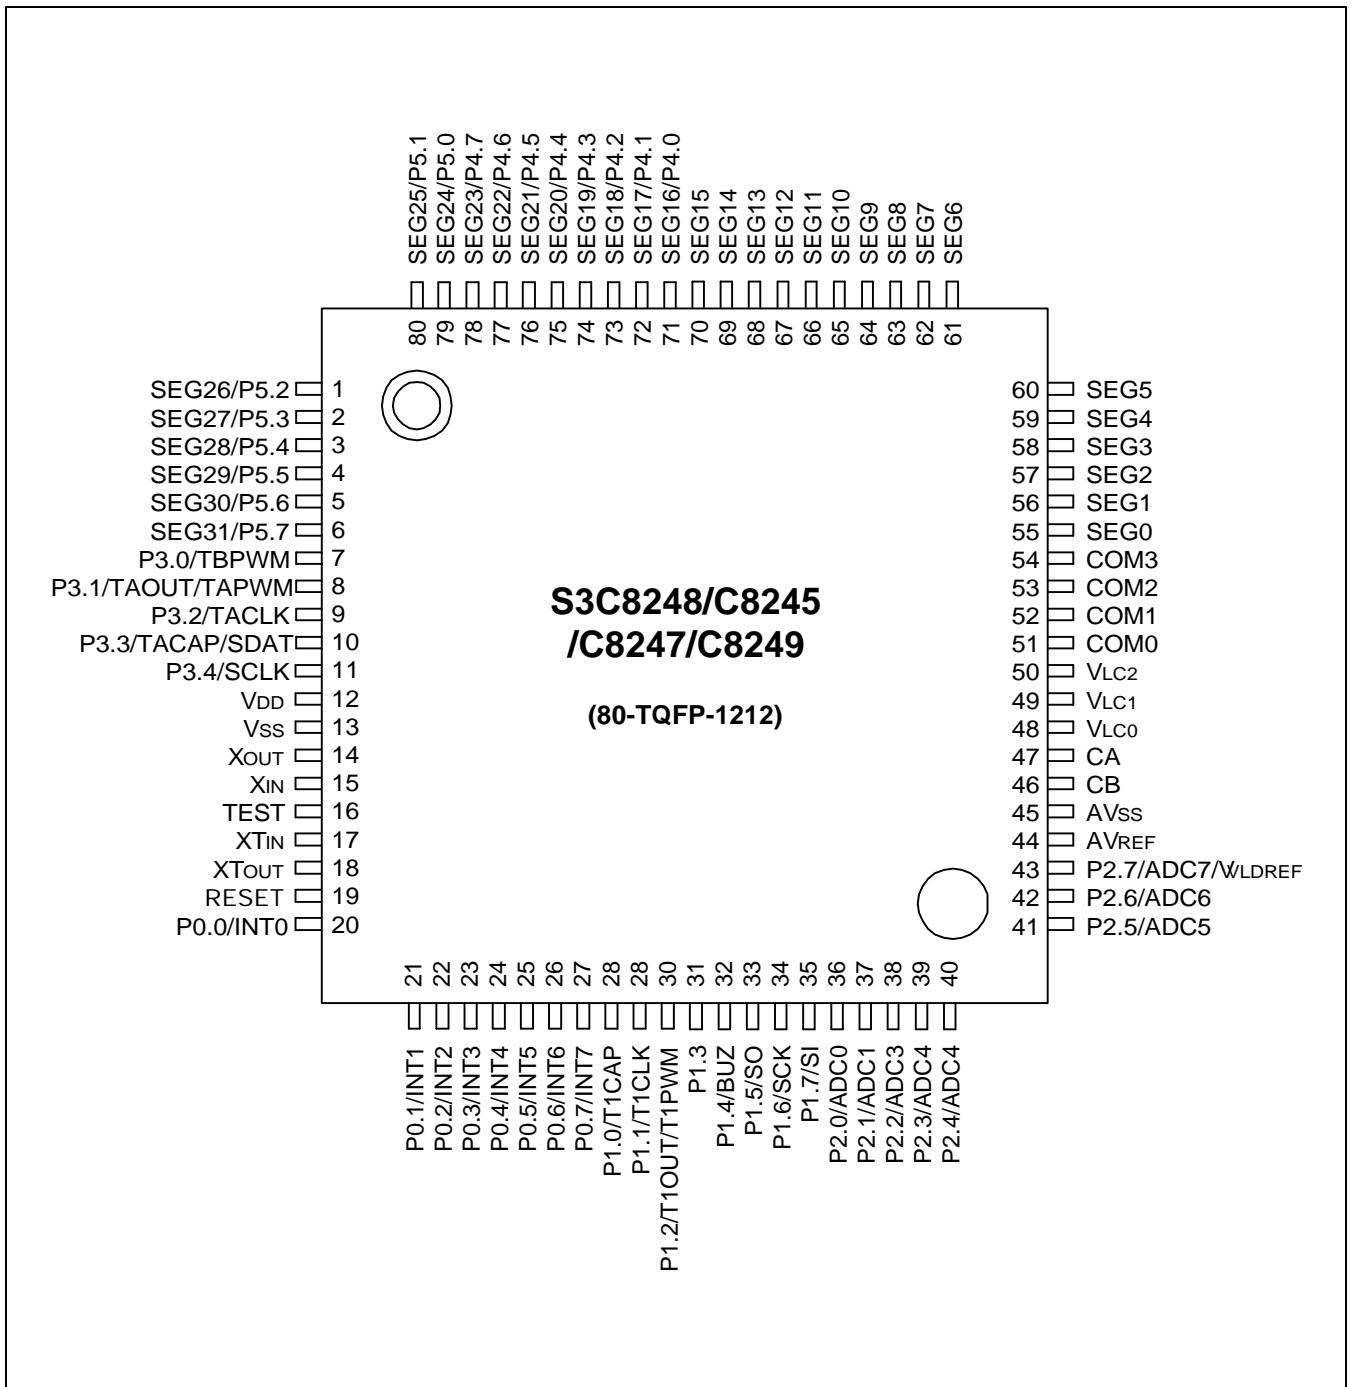 SEG25/P5.1
SEG24/P5.0
SEG23/P4.7
SEG22/P4.6
SEG21/P4.5
SEG20/P4.4
SEG19/P4.3
SEG18/P4.2
SEG17/P4.1
SEG16/P4.0
SEG15
SEG14
SEG13
SEG12
SEG11
SEG10
SEG9
SEG8
SEG7
SEG6
80
79
78
77
76
75
74
73
72
71
70
69
68
67
66
65
64
63
62
61
SEG26/P5.2 1
SEG27/P5.3 2
SEG28/P5.4 3
SEG29/P5.5 4
SEG30/P5.6 5
SEG31/P5.7 6
P3.0/TBPWM 7
P3.1/TAOUT/TAPWM 8
P3.2/TACLK 9
P3.3/TACAP/SDAT 10
P3.4/SCLK 11
VDD 12
VSS 13
XOUT 14
XIN 15
TEST 16
XTIN 17
XTOUT 18
RESET 19
P0.0/INT0 20
S3C8248/C8245
/C8247/C8249
(80-TQFP-1212)
60 SEG5
59 SEG4
58 SEG3
57 SEG2
56 SEG1
55 SEG0
54 COM3
53 COM2
52 COM1
51 COM0
50 VLC2
49 VLC1
48 VLC0
47 CA
46 CB
45 AVSS
44 AVREF
43 P2.7/ADC7/VVLDREF
42 P2.6/ADC6
41 P2.5/ADC5
21
22
23
24
25
26
27
28
28
30
31
32
33
34
35
36
37
38
39
40
P0.1/INT1
P0.2/INT2
P0.3/INT3
P0.4/INT4
P0.5/INT5
P0.6/INT6
P0.7/INT7
P1.0/T1CAP
P1.1/T1CLK
P1.2/T1OUT/T1PWM
P1.3
P1.4/BUZ
P1.5/SO
P1.6/SCK
P1.7/SI
P2.0/ADC0
P2.1/ADC1
P2.2/ADC3
P2.3/ADC4
P2.4/ADC4